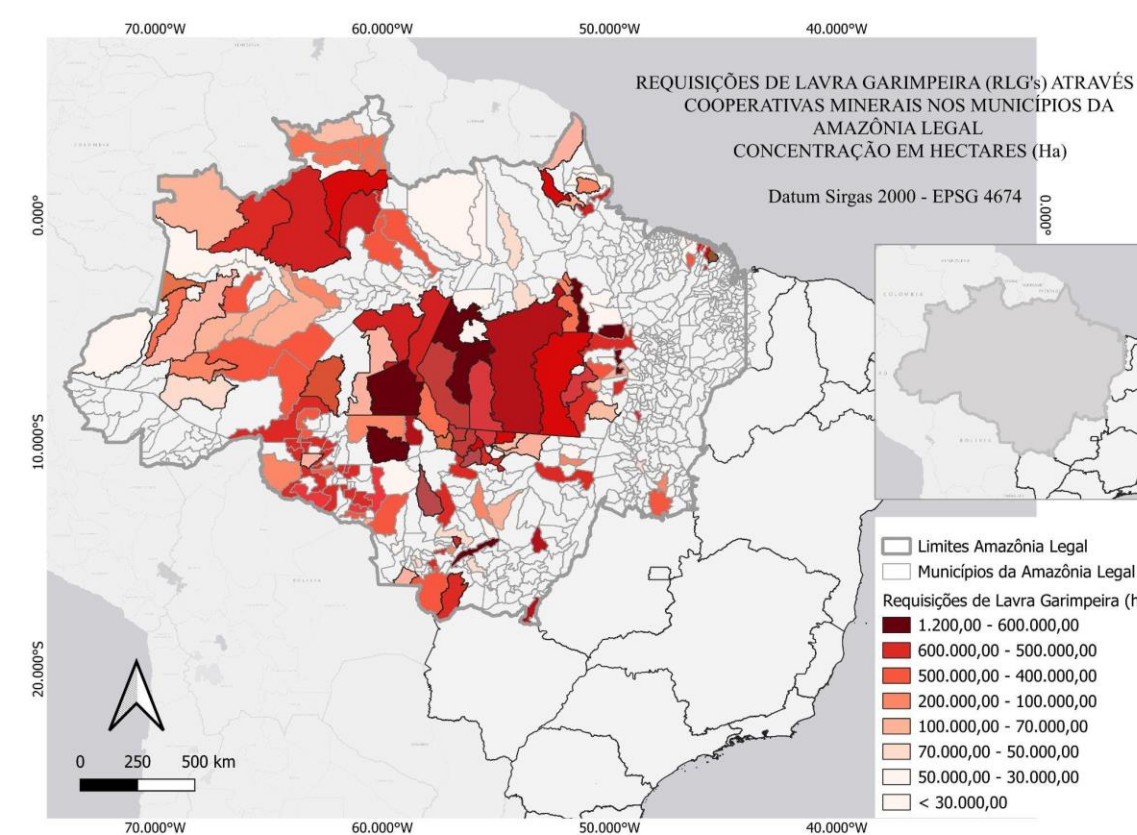 70.000°W 60.000°W 50.000°W 40.000°W
REQUISIÇÕES DE LAVRA GARIMPEIRA (RLG's) ATRAVÉS
COOPERATIVAS MINERAIS NOS MUNICÍPIOS DA
AMAZÔNIA LEGAL
CONCENTRAÇÃO EM HECTARES (Ha)
Datum Sirgas 2000 - EPSG 4674
0.000°
0.000°
10.000°S
20.000°S
COLOMBIA
BOLIVIA
Limites Amazônia Legal
Municípios da Amazônia Legal
Requisições de Lavra Garimpeira (h
1.200,00 - 600.000,00
600.000,00 - 500.000,00
500.000,00 - 400.000,00
200.000,00 - 100.000,00
100.000,00 - 70.000,00
70.000,00 - 50.000,00
50.000,00 - 30.000,00
< 30.000,00
0 250 500 km
70.000°W 60.000°W 50.000°W 40.000°W